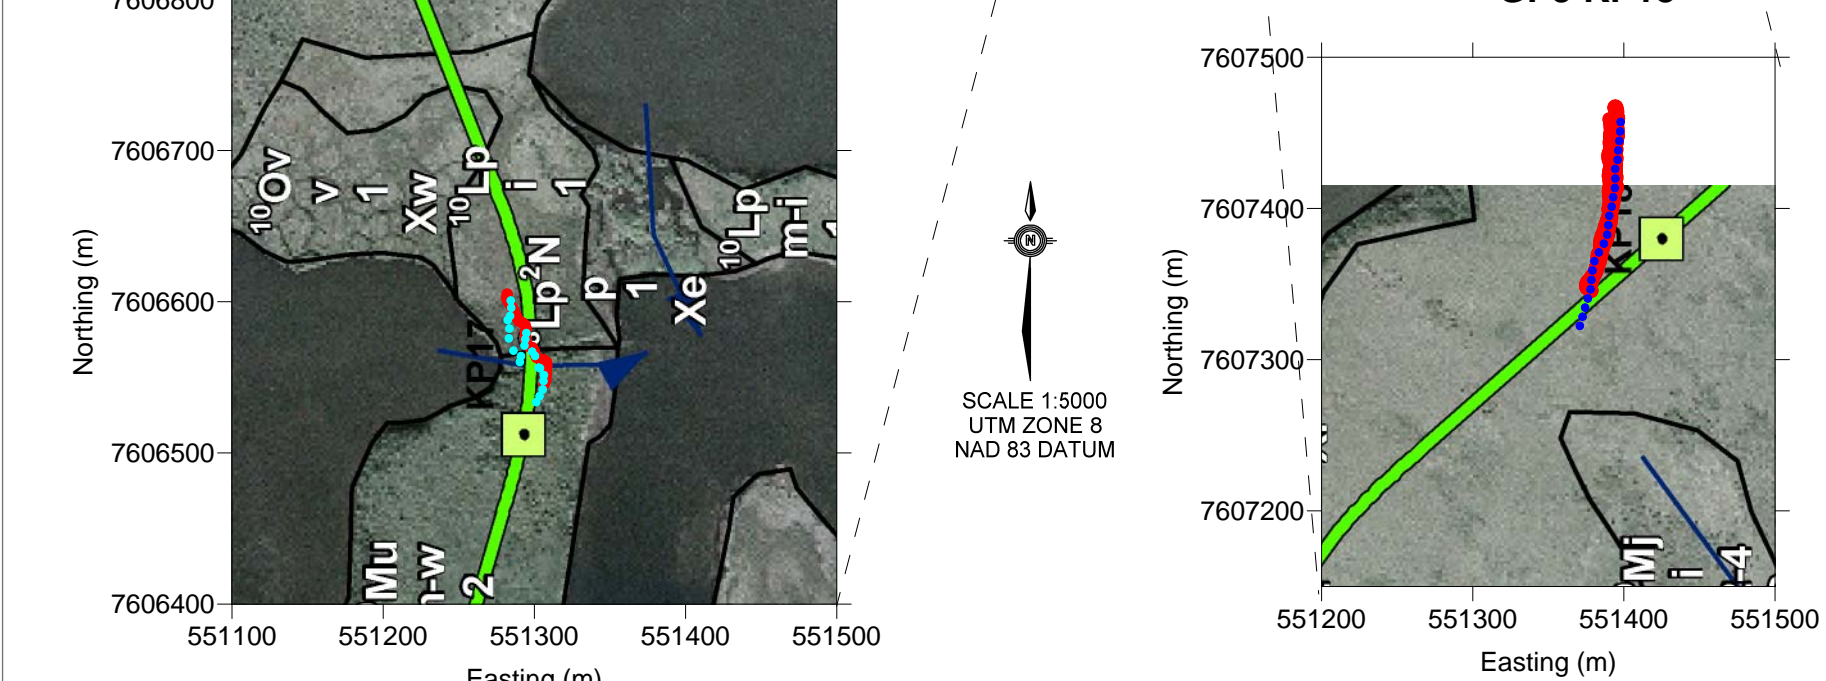 7606800
7606700
7606600
7606500
7606400
551100
551200
551300
551400
551500
Northing (m)
Easting (m)
10Ov
v
1
Xw
10Lp
i
1
2N
Lp
p
1
Xe
10Lp
m-i
KP17
Mu
2
SCALE 1:5000
UTM ZONE 8
NAD 83 DATUM
N
7607500
7607400
7607300
7607200
551200
551300
551400
551500
Northing (m)
Easting (m)
Mj
i
-4